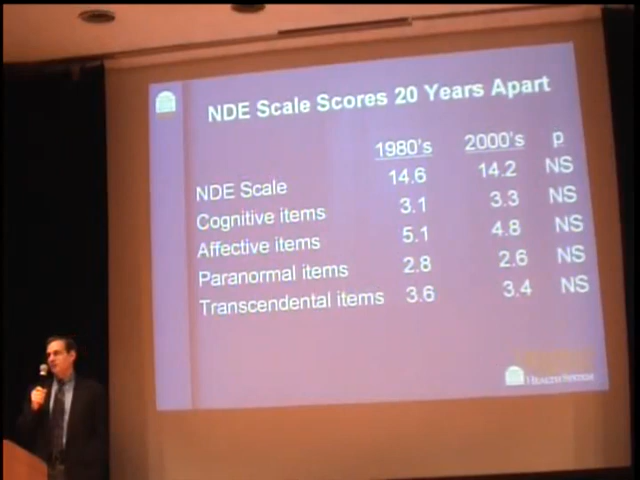 NDE Scale Scores 20 Years Apart
1980's 2000's p
NDE Scale 14.6 14.2 NS
Cognitive items 3.1 3.3 NS
Affective items 5.1 4.8 NS
Paranormal items 2.8 2.6 NS
Transcendental items 3.6 3.4 NS
HEALTH SYSTEM